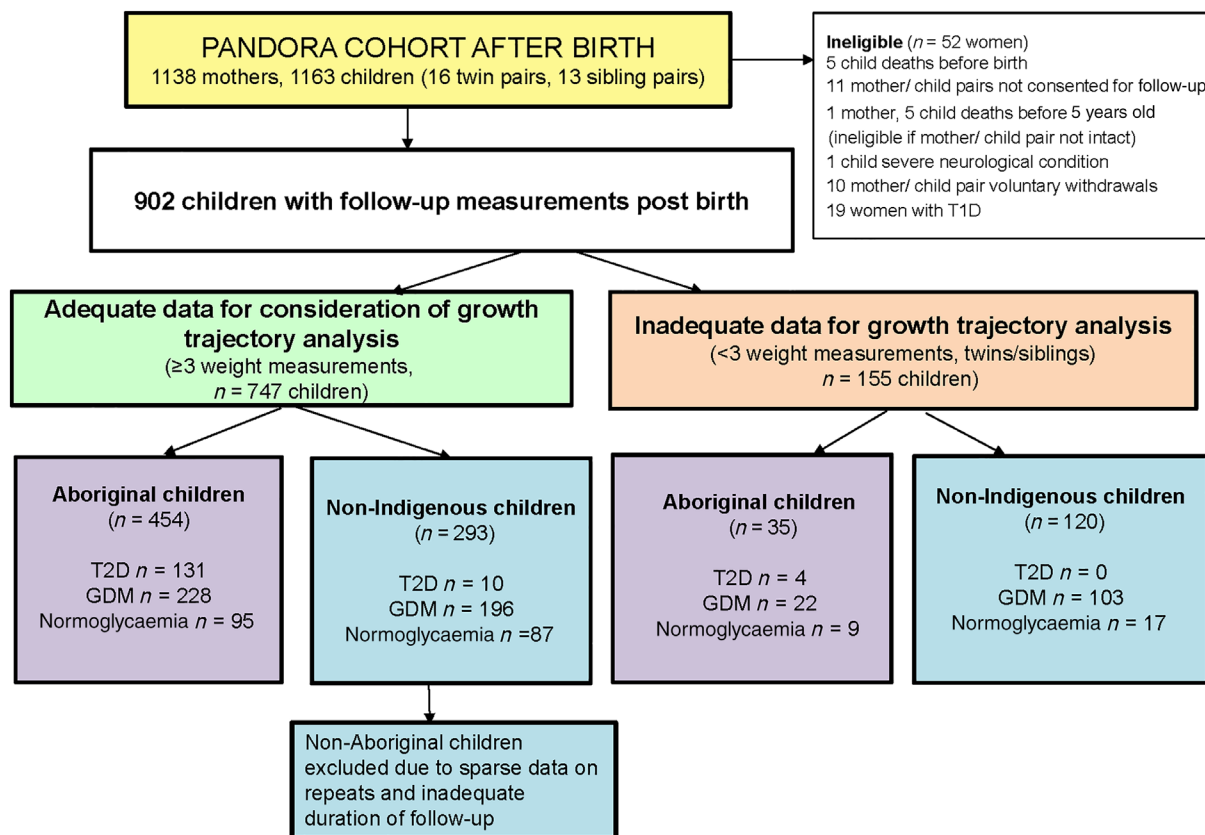 PANDORA COHORT AFTER BIRTH
1138 mothers, 1163 children (16 twin pairs, 13 sibling pairs)
Ineligible (n = 52 women)
5 child deaths before birth
11 mother/ child pairs not consented for follow-up
1 mother, 5 child deaths before 5 years old
(ineligible if mother/ child pair not intact)
1 child severe neurological condition
10 mother/ child pair voluntary withdrawals
19 women with T1D
902 children with follow-up measurements post birth
Adequate data for consideration of growth
trajectory analysis
(≥3 weight measurements,
n = 747 children)
Inadequate data for growth trajectory analysis
(<3 weight measurements, twins/siblings)
n = 155 children)
Aboriginal children
(n = 454)
T2D n = 131
GDM n = 228
Normoglycaemia n = 95
Non-Indigenous children
(n = 293)
T2D n = 10
GDM n = 196
Normoglycaemia n =87
Aboriginal children
(n = 35)
T2D n = 4
GDM n = 22
Normoglycaemia n = 9
Non-Indigenous children
(n = 120)
T2D n = 0
GDM n = 103
Normoglycaemia n = 17
Non-Aboriginal children
excluded due to sparse data on
repeats and inadequate
duration of follow-up